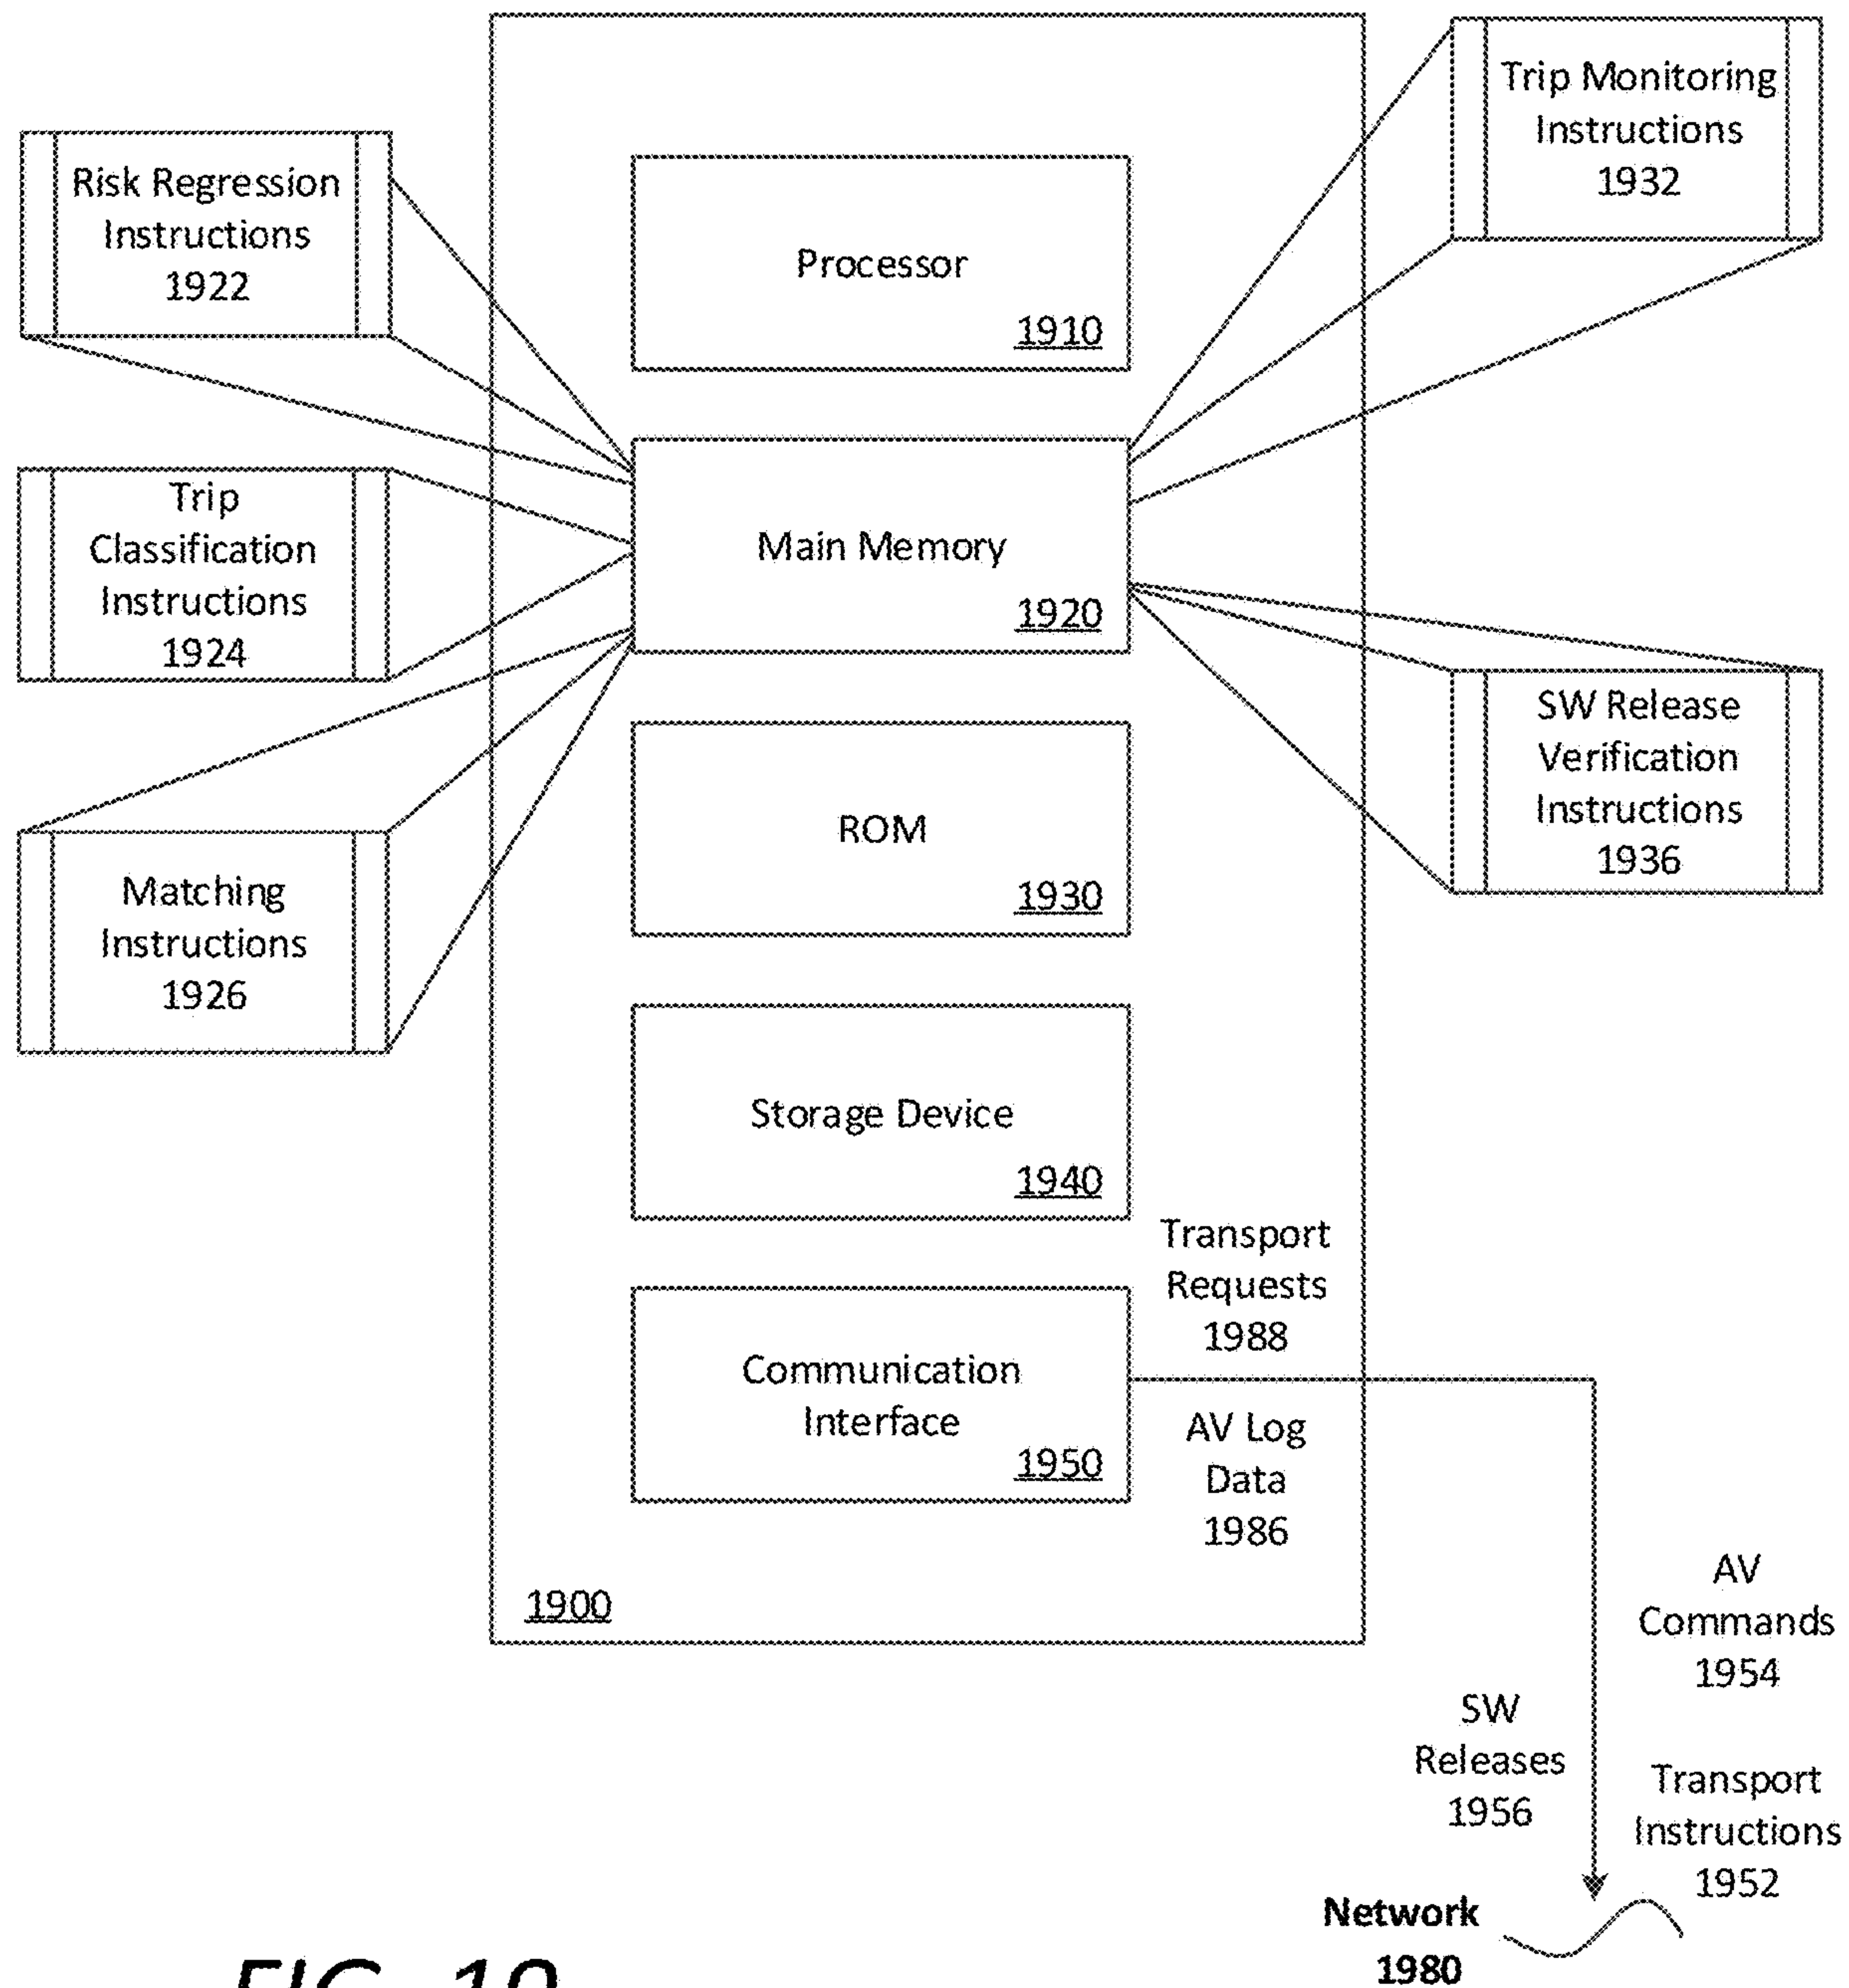 Risk Regression
Instructions
1922
Trip
Classification
Instructions
1924
Matching
Instructions
1926
Processor
1910
Main Memory
1920
ROM
1930
Storage Device
1940
Communication
Interface
1950
Transport
Requests
1988
AV Log
Data
1986
1900
Trip Monitoring
Instructions
1932
SW Release
Verification
Instructions
1936
AV
Commands
1954
SW
Releases
1956
Transport
Instructions
1952
Network
1980
FIG. 19